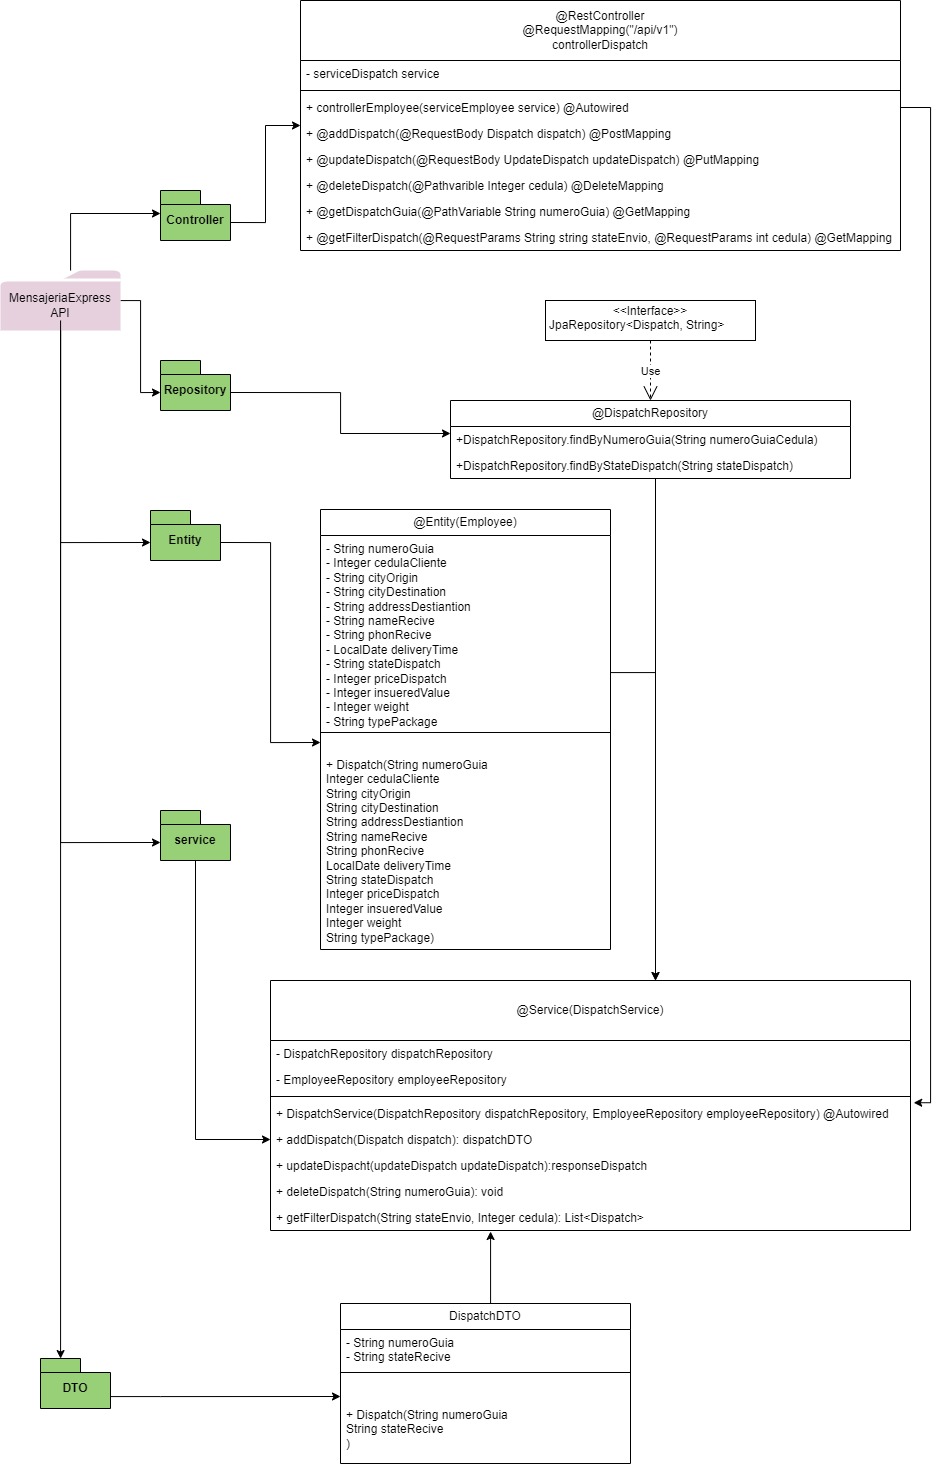 @RestController
@RequestMapping("/api/v1")
controllerDispatch
- serviceDispatch service
+ controllerEmployee(serviceEmployee service) @Autowired
+ @addDispatch(@RequestBody Dispatch dispatch) @PostMapping
+ @updateDispatch(@RequestBody UpdateDispatch updateDispatch) @PutMapping
+ @deleteDispatch(@Pathvarible Integer cedula) @DeleteMapping
+ @getDispatchGuia(@PathVariable String numeroGuia) @GetMapping
+ @getFilterDispatch(@RequestParams String string stateEnvio, @RequestParams int cedula) @GetMapping
Controller
MensajeriaExpress
API
<<Interface>>
JpaRepository<Dispatch, String>
Use
Repository
@DispatchRepository
+DispatchRepository.findByNumeroGuia(String numeroGuiaCedula)
+DispatchRepository.findByStateDispatch(String stateDispatch)
Entity
@Entity(Employee)
- String numeroGuia
- Integer cedulaCliente
- String cityOrigin
- String cityDestination
- String addressDestiantion
- String nameRecive
- String phonRecive
- LocalDate deliveryTime
- String stateDispatch
- Integer priceDispatch
- Integer insueredValue
- Integer weight
- String typePackage
+ Dispatch(String numeroGuia
Integer cedulaCliente
String cityOrigin
String cityDestination
String addressDestiantion
String nameRecive
String phonRecive
LocalDate deliveryTime
String stateDispatch
Integer priceDispatch
Integer insueredValue
Integer weight
String typePackage)
service
@Service(DispatchService)
- DispatchRepository dispatchRepository
- EmployeeRepository employeeRepository
+ DispatchService(DispatchRepository dispatchRepository, EmployeeRepository employeeRepository) @Autowired
+ addDispatch(Dispatch dispatch): dispatchDTO
+ updateDispacht(updateDispatch updateDispatch):responseDispatch
+ deleteDispatch(String numeroGuia): void
+ getFilterDispatch(String stateEnvio, Integer cedula): List<Dispatch>
DTO
DispatchDTO
- String numeroGuia
- String stateRecive
+ Dispatch(String numeroGuia
String stateRecive
)